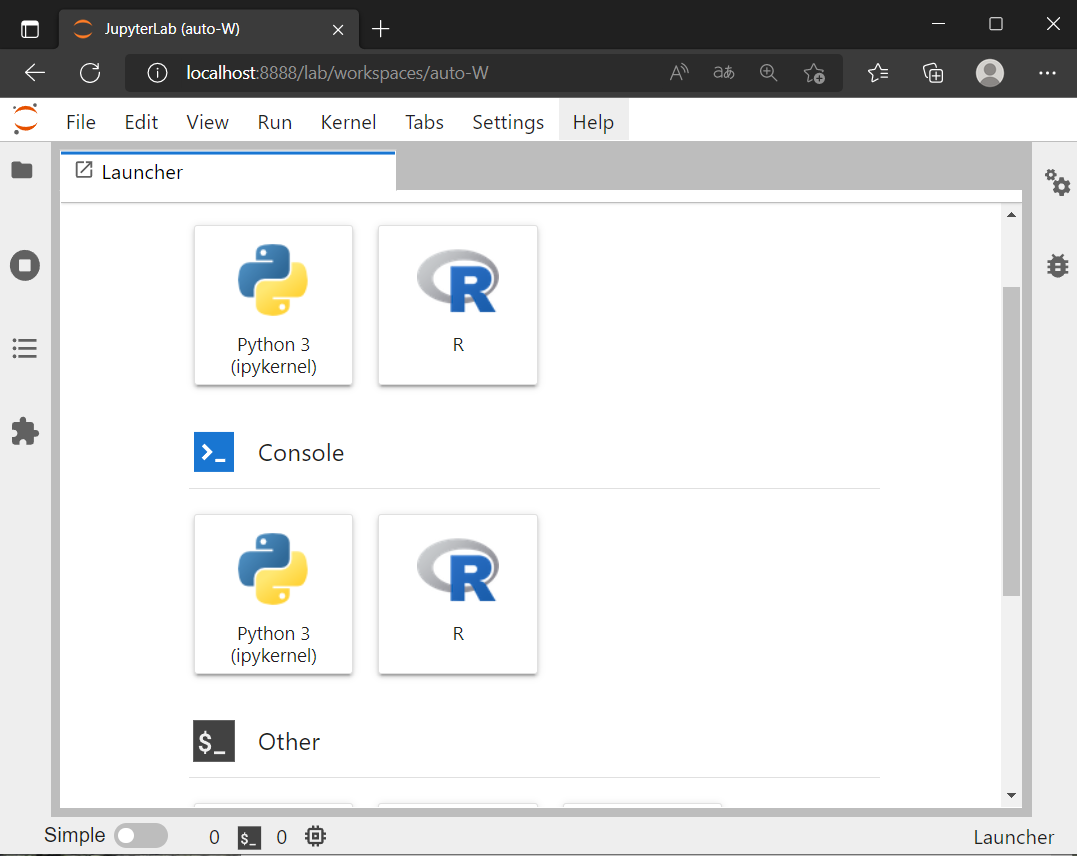 JupyterLab (auto-W)
localhost:8888/lab/workspaces/auto-W
File Edit View Run Kernel Tabs Settings Help
Launcher
Python 3
(ipykernel)
R
Console
Python 3
(ipykernel)
R
$_ Other
Simple 0 $_ 0 Launcher